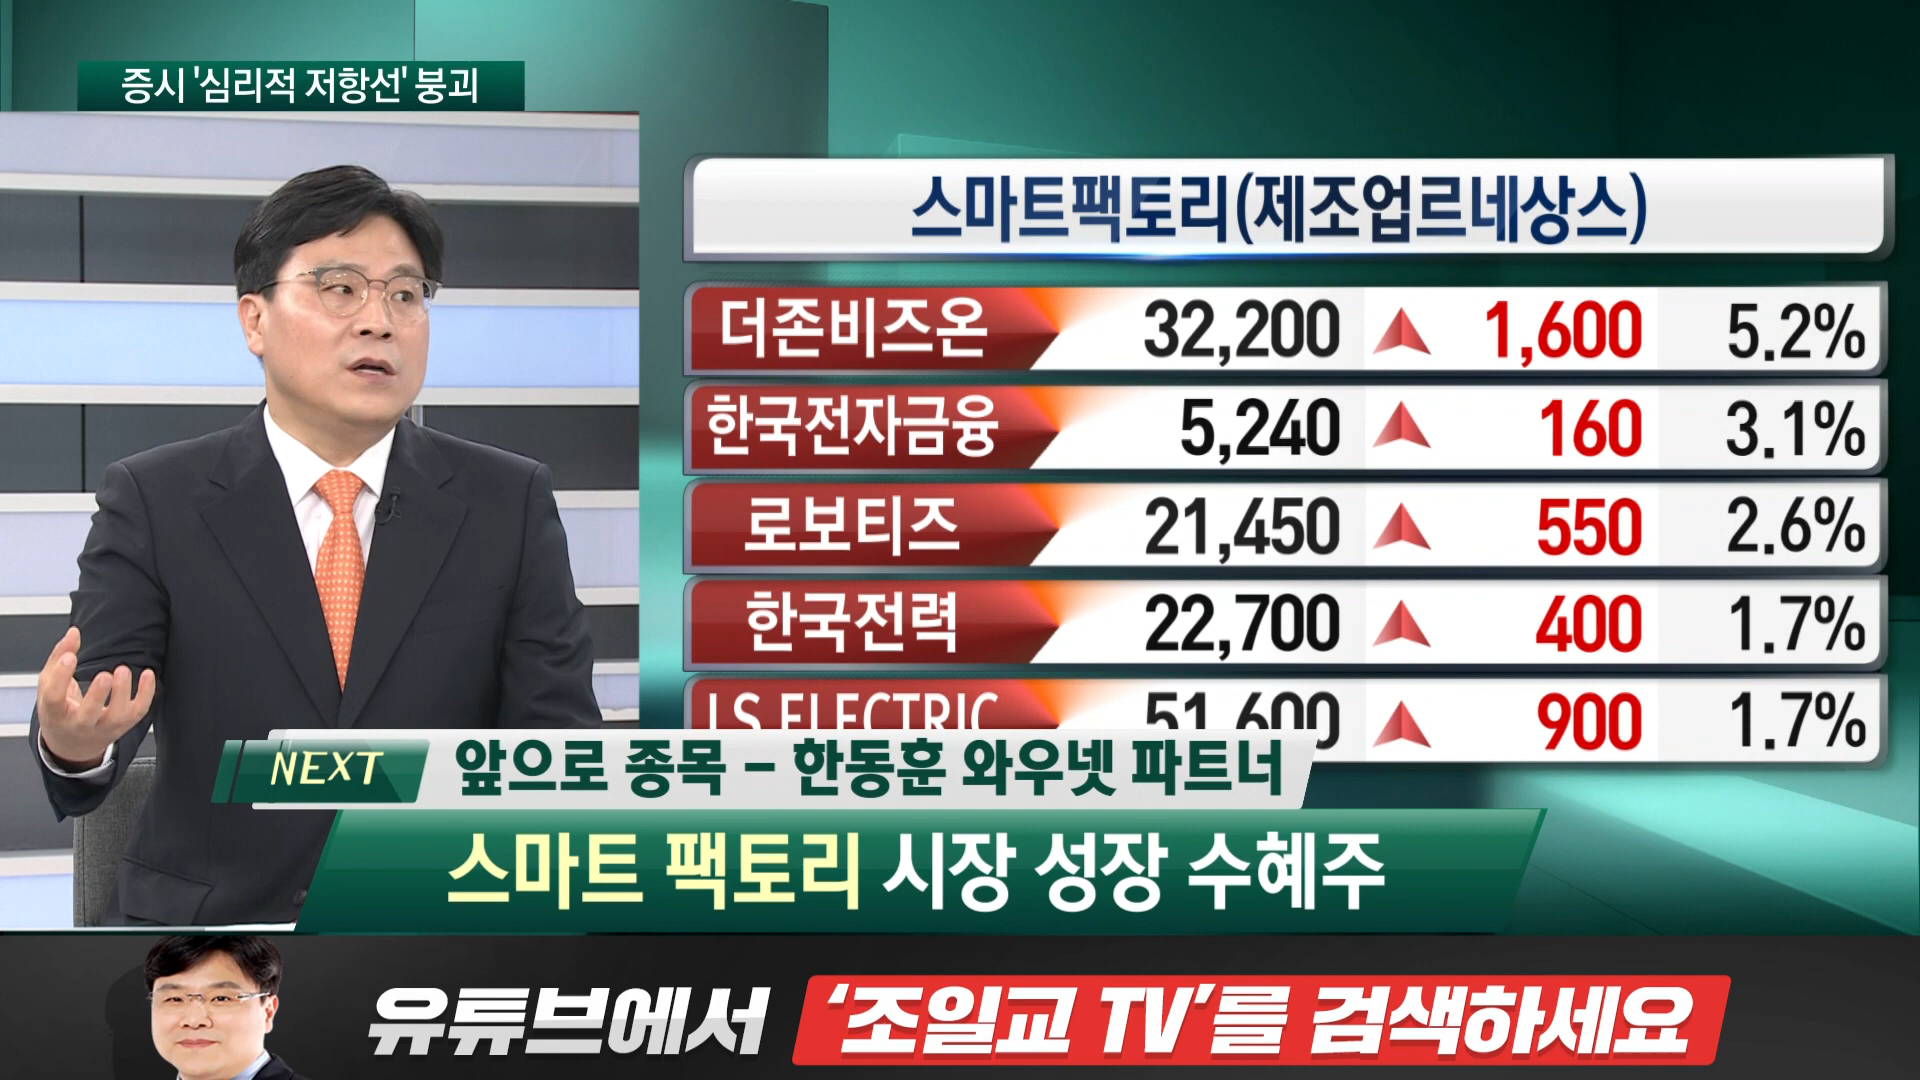 증시 '심리적 저항선' 붕괴
스마트팩토리(제조업르네상스)
더존비즈온 32,200 ▲ 1,600 5.2%
한국전자금융 5,240 ▲ 160 3.1%
로보티즈 21,450 ▲ 550 2.6%
한국전력 22,700 ▲ 400 1.7%
LS ELECTRIC 51,600 ▲ 900 1.7%
NEXT 앞으로 종목 - 한동훈 와우넷 파트너
스마트 팩토리 시장 성장 수혜주
유튜브에서 '조일교 TV'를 검색하세요